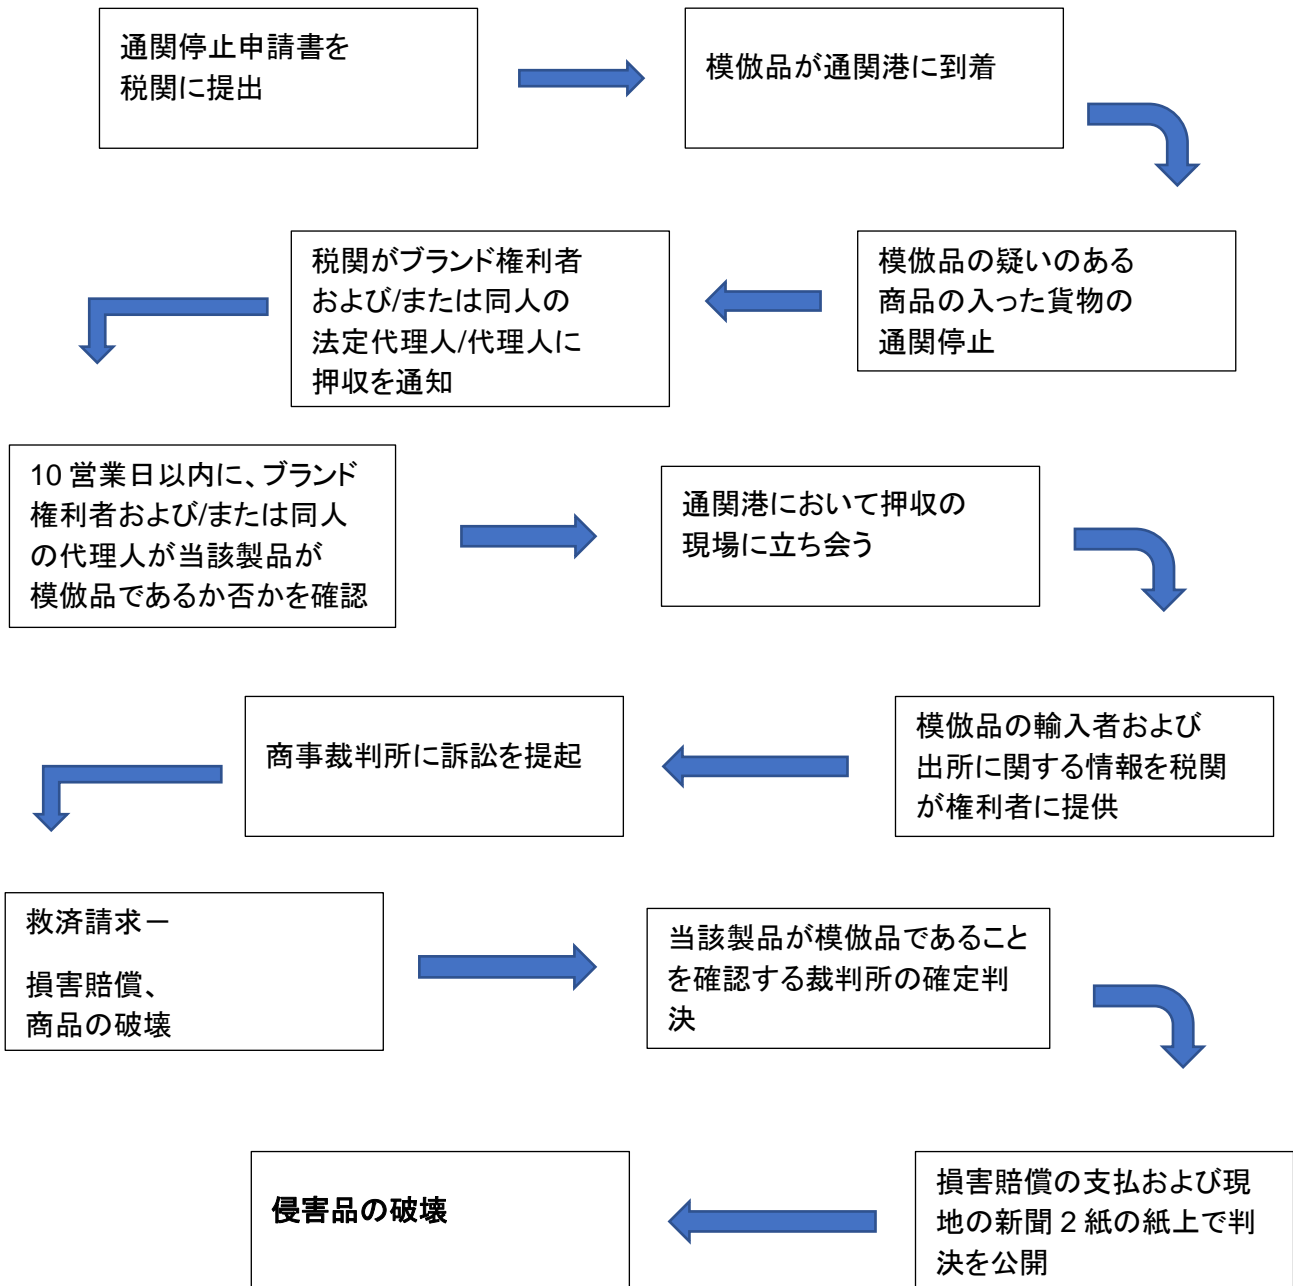 通関停止申請書を
税関に提出
模倣品が通関港に到着
模倣品の疑いのある
商品の入った貨物の
通関停止
税関がブランド権利者
および/または同人の
法定代理人/代理人に
押収を通知
10 営業日以内に、ブランド
権利者および/または同人
の代理人が当該製品が
模倣品であるか否かを確認
通関港において押収の
現場に立ち会う
模倣品の輸入者および
出所に関する情報を税関
が権利者に提供
商事裁判所に訴訟を提起
救済請求－
損害賠償、
商品の破壊
当該製品が模倣品であること
を確認する裁判所の確定判
決
損害賠償の支払および現
地の新聞 2 紙の紙上で判
決を公開
侵害品の破壊